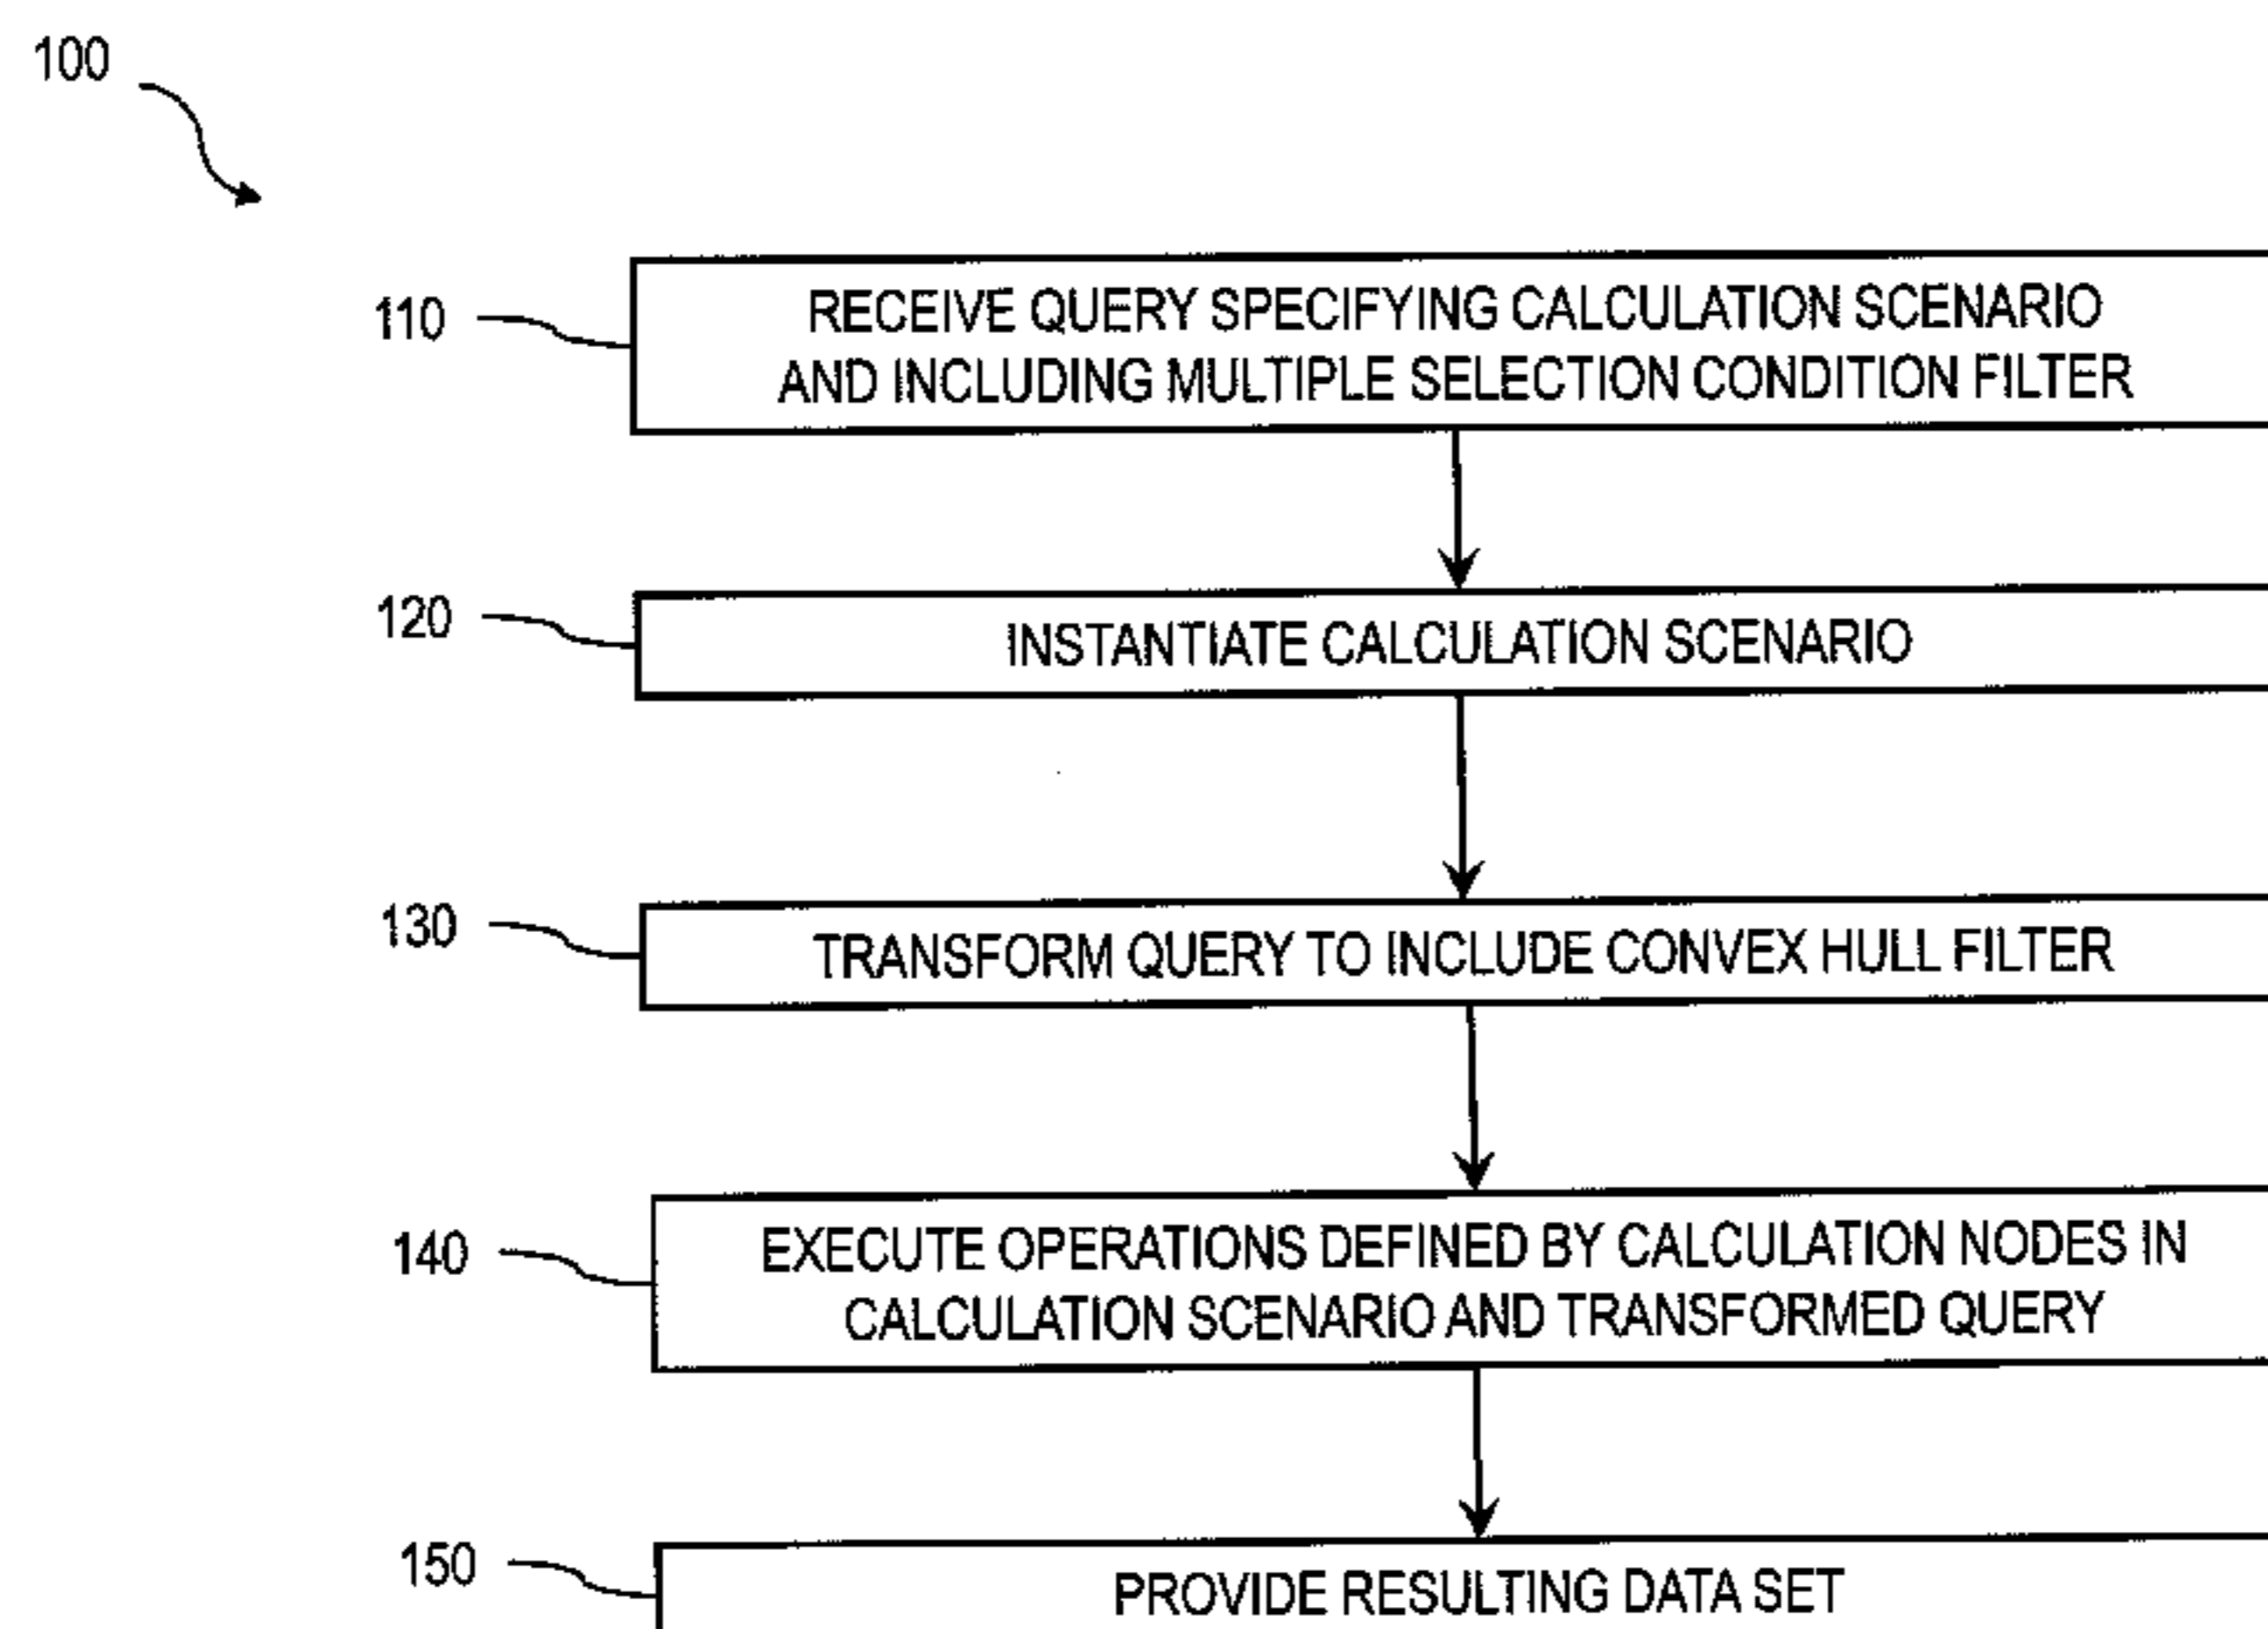 100
110
RECEIVE QUERY SPECIFYING CALCULATION SCENARIO
AND INCLUDING MULTIPLE SELECTION CONDITION FILTER
120
INSTANTIATE CALCULATION SCENARIO
130
TRANSFORM QUERY TO INCLUDE CONVEX HULL FILTER
140
EXECUTE OPERATIONS DEFINED BY CALCULATION NODES IN
CALCULATION SCENARIO AND TRANSFORMED QUERY
150
PROVIDE RESULTING DATA SET